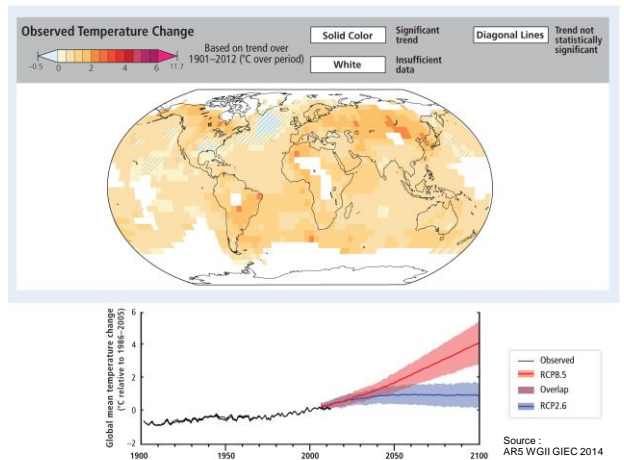 Observed Temperature Change
−0.5 0 2 4 6 11.7
Based on trend over
1901–2012 (°C over period)
Solid Color
Significant
trend
White
Insufficient
data
Diagonal Lines
Trend not
statistically
significant
Global mean temperature change
(°C relative to 1986–2005)
6
4
2
0
−2
1900 1950 2000 2050 2100
Observed
RCP8.5
Overlap
RCP2.6
Source :
AR5 WGII GIEC 2014